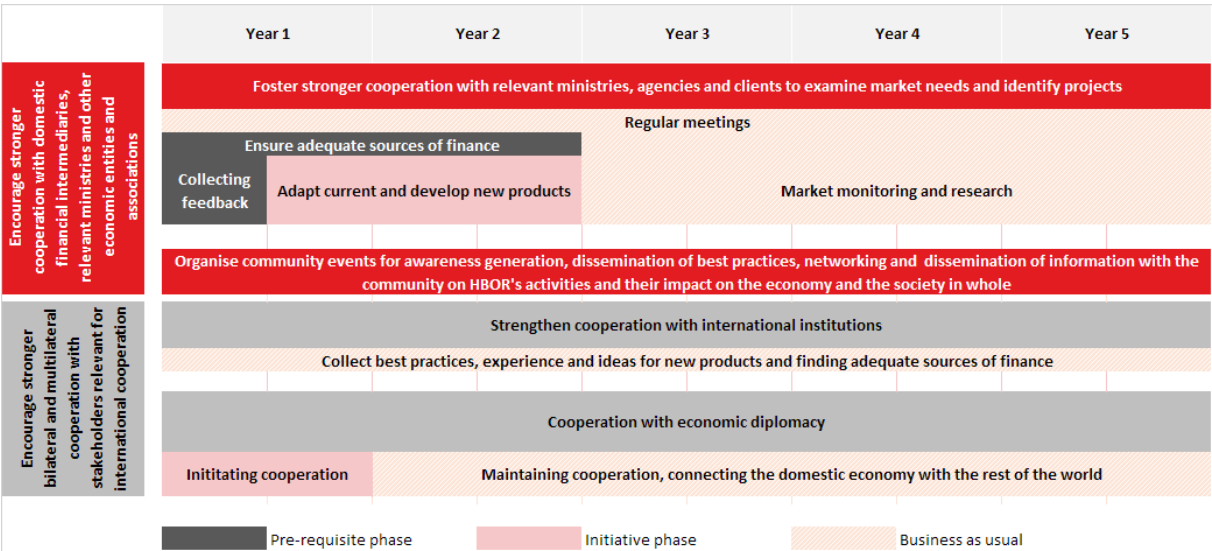 Year 1
Year 2
Year 3
Year 4
Year 5
Encourage stronger
cooperation with domestic
financial intermediaries,
relevant ministries and other
economic entities and
associations
Foster stronger cooperation with relevant ministries, agencies and clients to examine market needs and identify projects
Regular meetings
Ensure adequate sources of finance
Collecting
feedback
Adapt current and develop new products
Market monitoring and research
Organise community events for awareness generation, dissemination of best practices, networking and dissemination of information with the
community on HBOR's activities and their impact on the economy and the society in whole
Encourage stronger
bilateral and multilateral
cooperation with
stakeholders relevant for
international cooperation
Strengthen cooperation with international institutions
Collect best practices, experience and ideas for new products and finding adequate sources of finance
Cooperation with economic diplomacy
Inititating cooperation
Maintaining cooperation, connecting the domestic economy with the rest of the world
Pre-requisite phase
Initiative phase
Business as usual